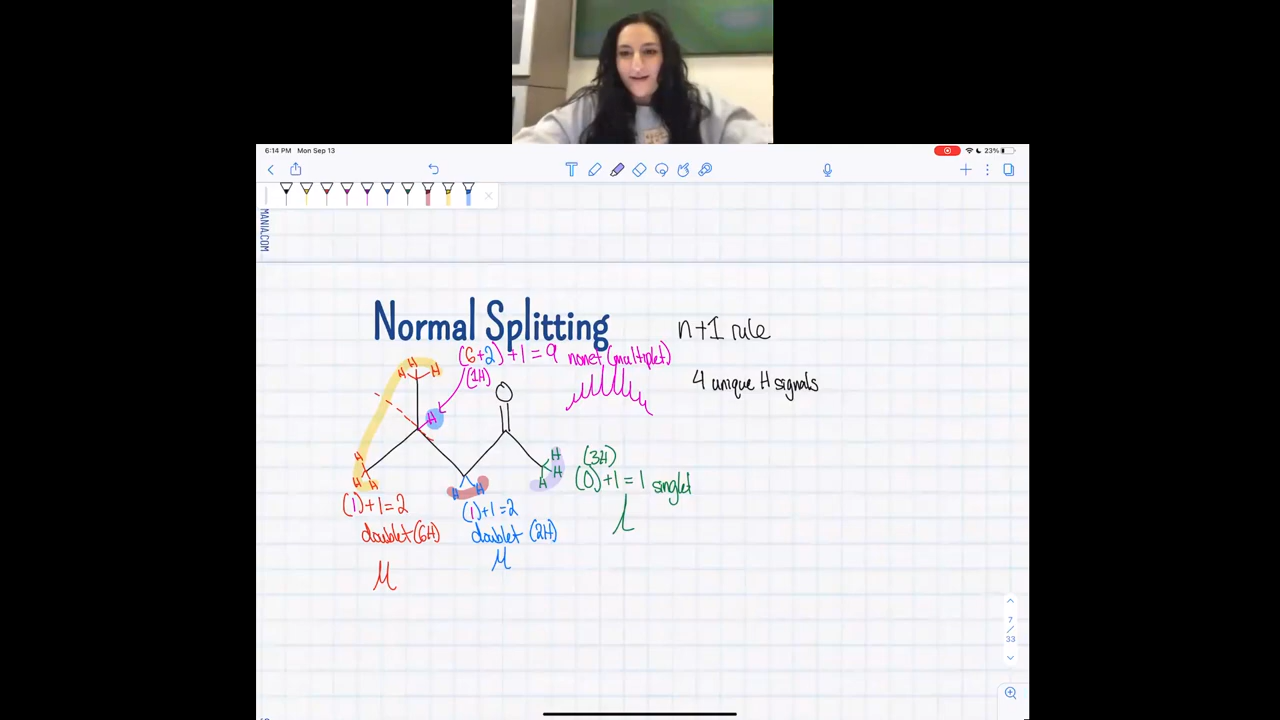 6:14 PM Mon Sep 13
23%
T
MANIA.COM
Normal Splitting
n+1 rule
(6+2)+1=9 nonet (multiplet)
(1H)
4 unique H signals
H
H H
O
H
H
H H
H
H H
H
H H
(3H)
(0)+1=1 singlet
(1)+1=2
doublet (6H)
(1)+1=2
doublet (2H)
7
/
33